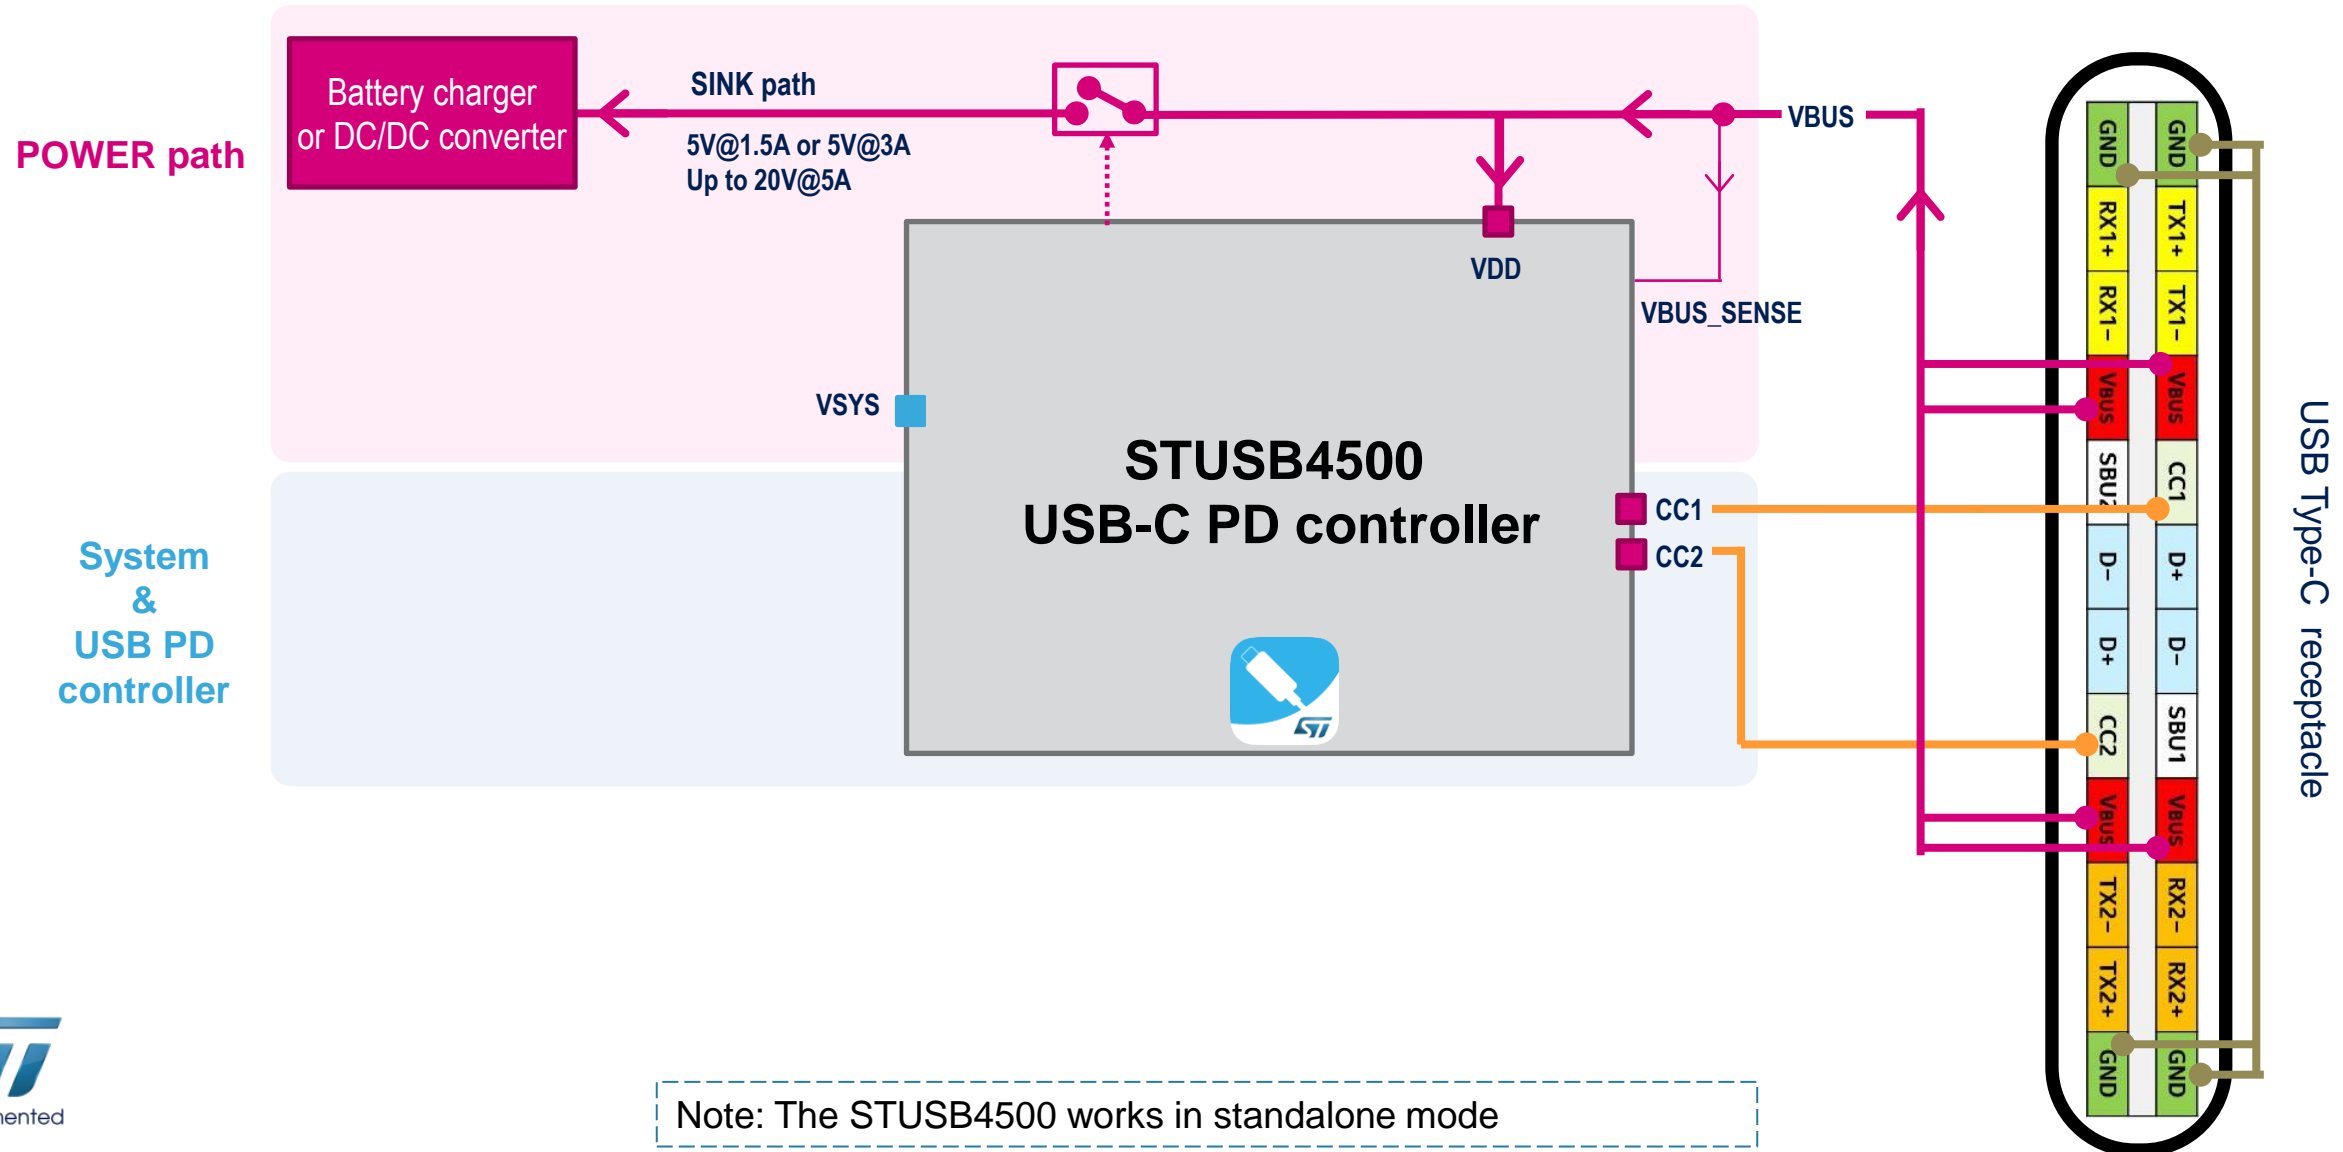 Battery charger
or DC/DC converter
SINK path
5V@1.5A or 5V@3A
Up to 20V@5A
VBUS
POWER path
VDD
VBUS_SENSE
VSYS
STUSB4500
USB-C PD controller
CC1
CC2
System
&
USB PD
controller
ST
GND
RX1+
RX1−
VBUS
SBU2
D−
D+
CC2
VBUS
TX2−
TX2+
GND
GND
TX1+
TX1−
VBUS
CC1
D+
D−
SBU1
VBUS
RX2−
RX2+
GND
USB Type-C receptacle
Note: The STUSB4500 works in standalone mode